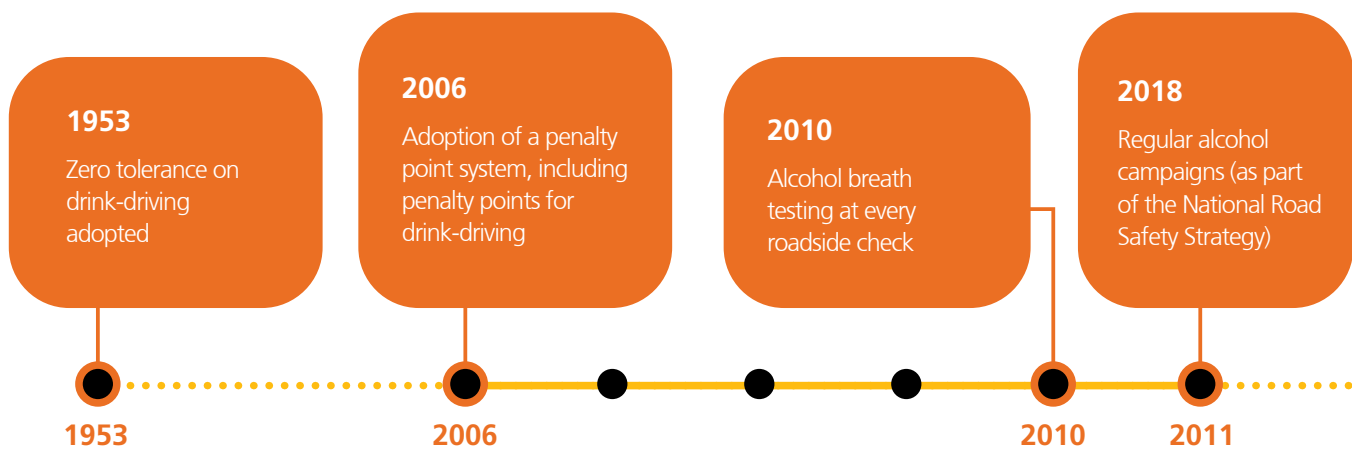 1953
Zero tolerance on
drink-driving
adopted
2006
Adoption of a penalty
point system, including
penalty points for
drink-driving
2010
Alcohol breath
testing at every
roadside check
2018
Regular alcohol
campaigns (as part
of the National Road
Safety Strategy)
1953
2006
2010
2011